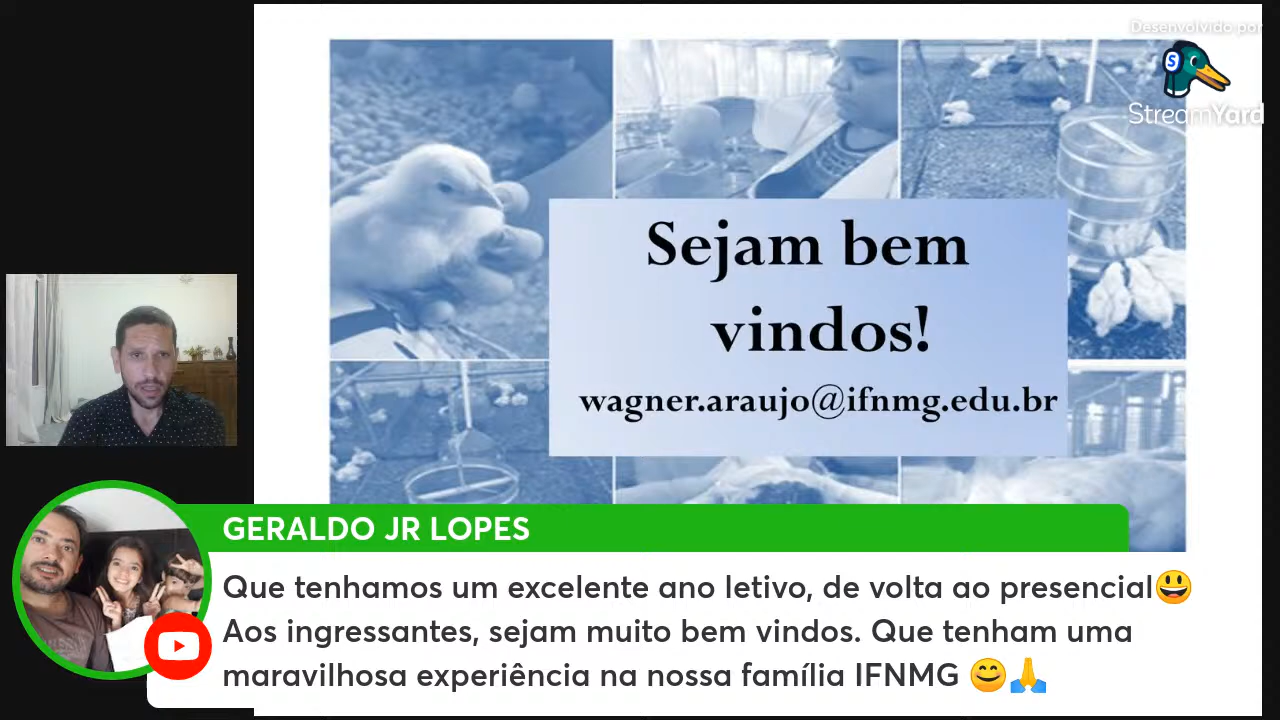 Desenvolvido por
StreamYard
Sejam bem
vindos!
wagner.araujo@ifnmg.edu.br
GERALDO JR LOPES
Que tenhamos um excelente ano letivo, de volta ao presencial😃
Aos ingressantes, sejam muito bem vindos. Que tenham uma
maravilhosa experiência na nossa família IFNMG 😊🙏